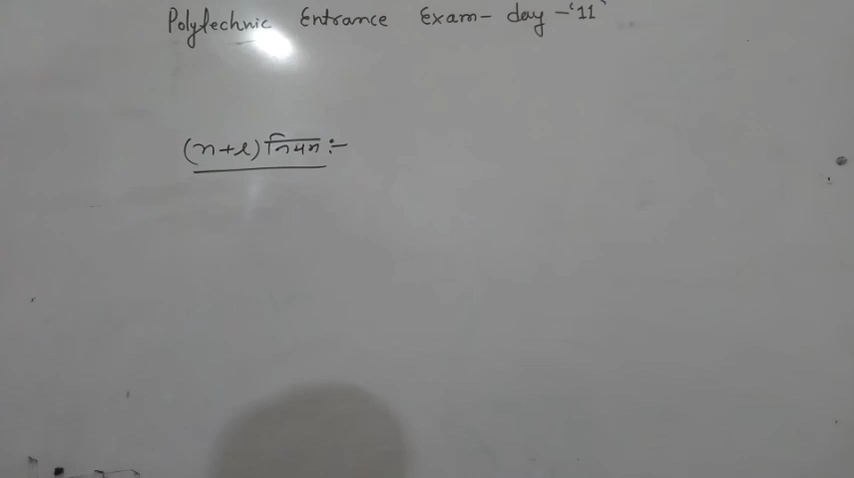 Polytechnic Entrance Exam- day -'11'
(n+l) नियम :-